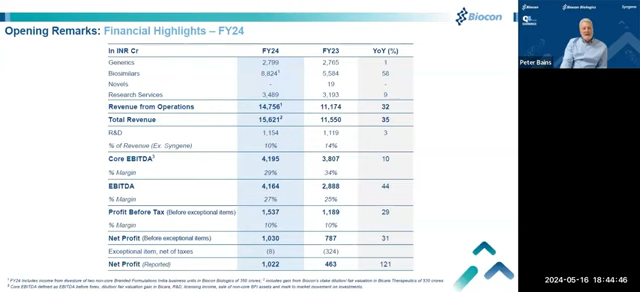 Biocon
Opening Remarks: Financial Highlights – FY24
In INR Cr FY24 FY23 YoY (%)
Generics 2,799 2,765 1
Biosimilars 8,824¹ 5,584 58
Novels - 19 -
Research Services 3,489 3,193 9
Revenue from Operations 14,756¹ 11,174 32
Total Revenue 15,621² 11,550 35
R&D 1,154 1,119 3
% of Revenue (Ex. Syngene) 10% 14%
Core EBITDA³ 4,195 3,807 10
% Margin 29% 34%
EBITDA 4,164 2,888 44
% Margin 27% 25%
Profit Before Tax (Before exceptional items) 1,537 1,189 29
% Margin 10% 10%
Net Profit (Before exceptional items) 1,030 787 31
Exceptional item, net of taxes (8) (324)
Net Profit (Reported) 1,022 463 121
Biocon Biocon Biologics Syngene
Peter Bains
2024-05-16 18:44:46